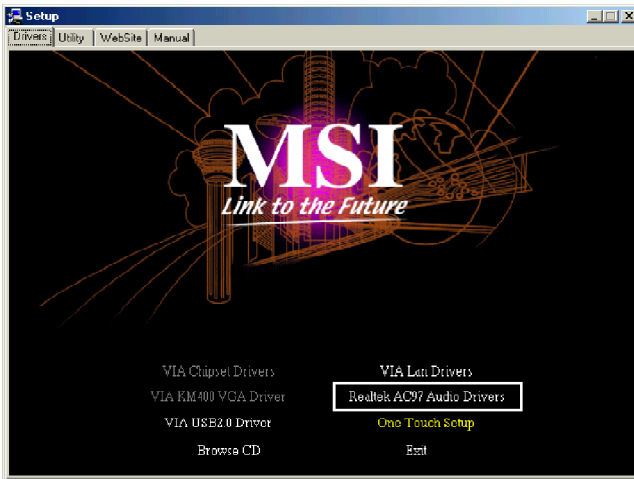 Setup
Drivers Utility WebSite Manual
MSI
Link to the Future
VIA Chipset Drivers
VIA Lan Drivers
VIA KM400 VGA Driver
Realtek AC97 Audio Drivers
VIA USB2.0 Driver
One Touch Setup
Browse CD
Exit